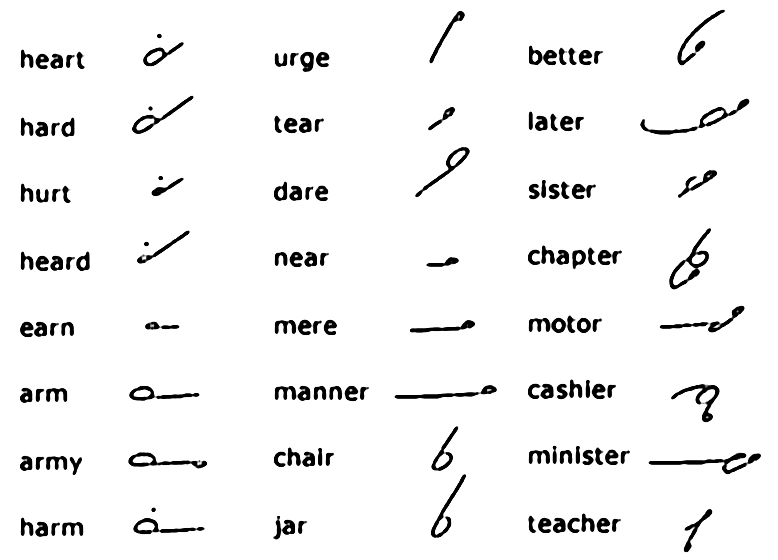 heart urge better
hard tear later
hurt dare sister
heard near chapter
earn mere motor
arm manner cashier
army chair minister
harm jar teacher